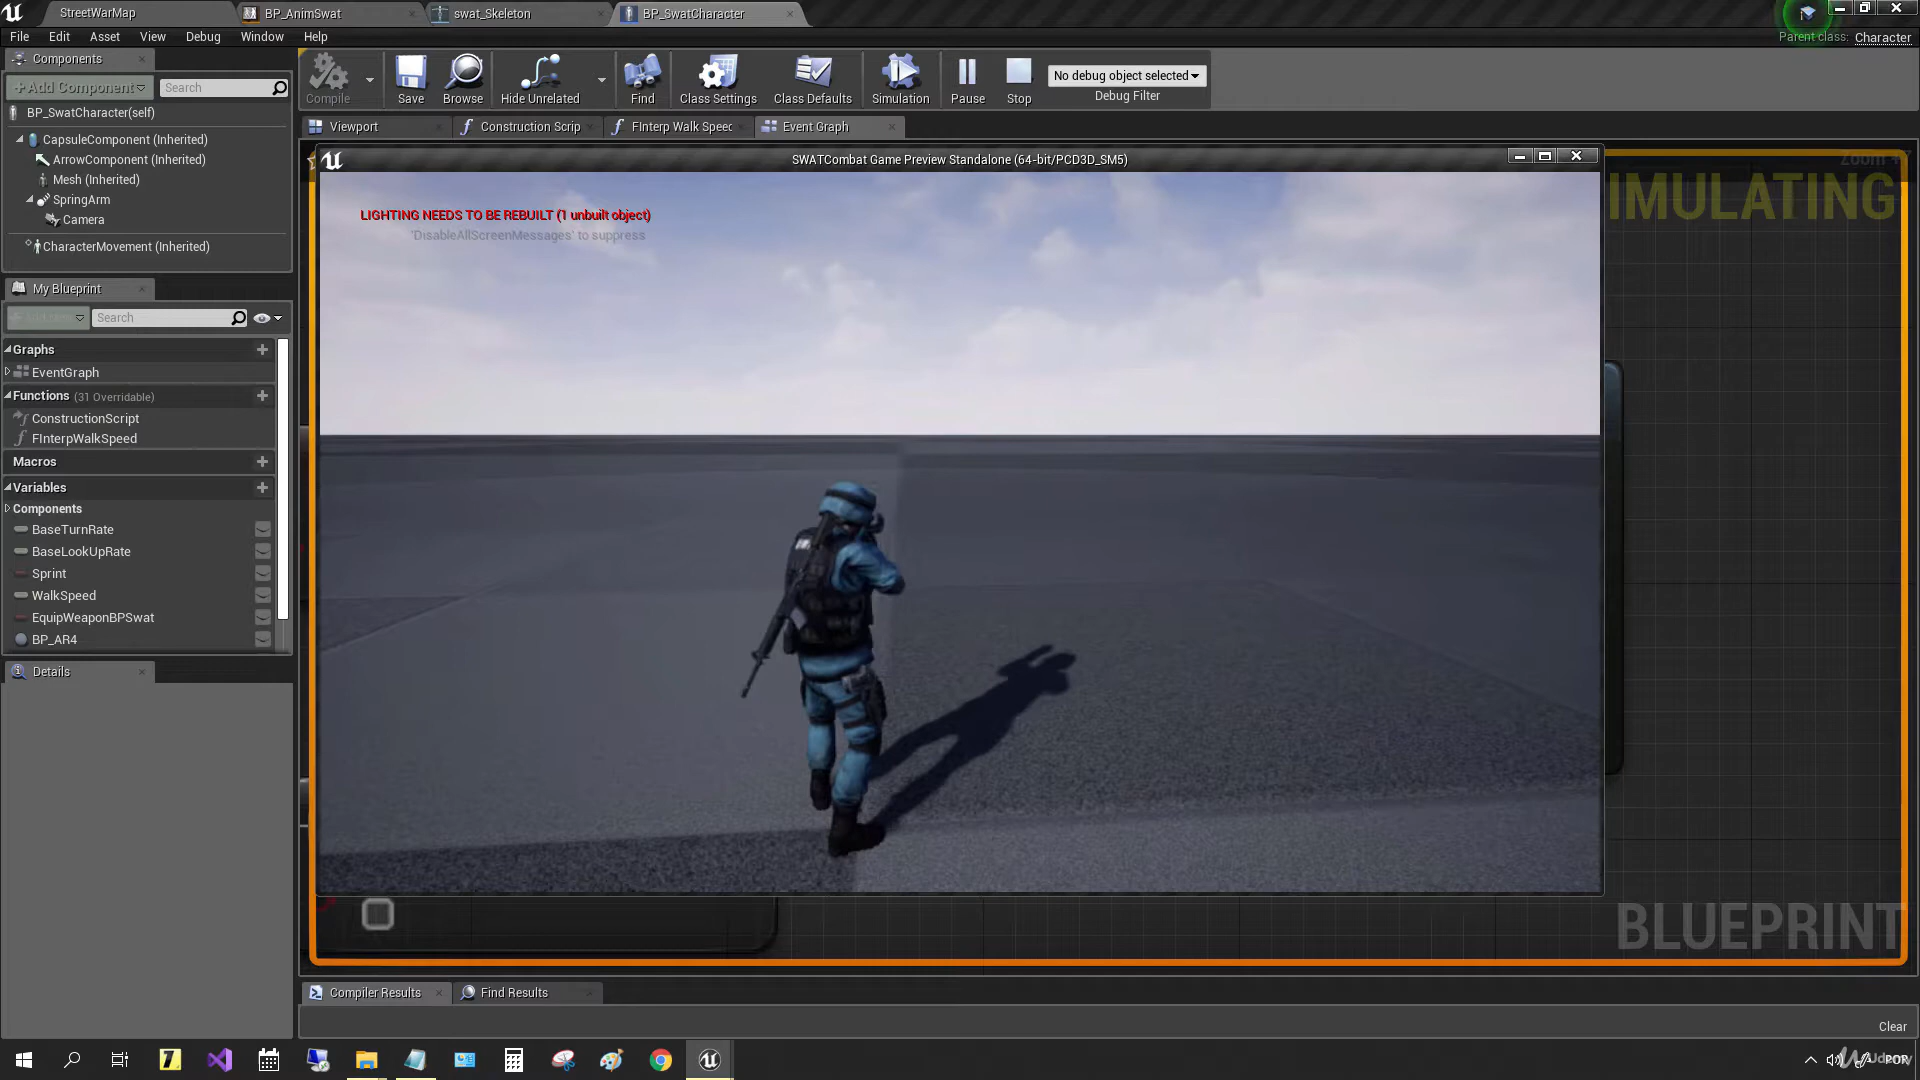 StreetWarMap
BP_AnimSwat
swat_Skeleton
BP_SwatCharacter
File
Edit
Asset
View
Debug
Window
Help
Parent class:
Character
Components
+Add Component
Search
BP_SwatCharacter(self)
CapsuleComponent (Inherited)
ArrowComponent (Inherited)
Mesh (Inherited)
SpringArm
Camera
CharacterMovement (Inherited)
Compile
Save
Browse
Hide Unrelated
Find
Class Settings
Class Defaults
Simulation
Pause
Stop
No debug object selected
Debug Filter
Viewport
Construction Scrip
FInterp Walk Speed
Event Graph
SWATCombat Game Preview Standalone (64-bit/PCD3D_SM5)
LIGHTING NEEDS TO BE REBUILT (1 unbuilt object)
'DisableAllScreenMessages' to suppress
Zoom
IMULATING
BLUEPRINT
My Blueprint
Search
Graphs
EventGraph
Functions (31 Overridable)
ConstructionScript
FInterpWalkSpeed
Macros
Variables
Components
BaseTurnRate
BaseLookUpRate
Sprint
WalkSpeed
EquipWeaponBPSwat
BP_AR4
Details
Compiler Results
Find Results
Clear
POR
Udemy